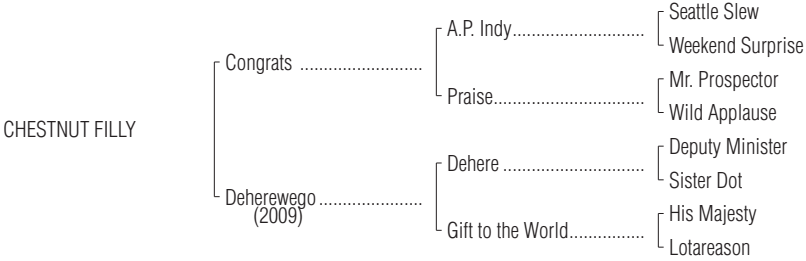 Seattle Slew
A.P. Indy..............................
Weekend Surprise
Congrats ..........................
Mr. Prospector
Praise..................................
Wild Applause
CHESTNUT FILLY
Deputy Minister
Dehere ...............................
Sister Dot
Deherewego ......................
(2009)
His Majesty
Gift to the World................
Lotareason